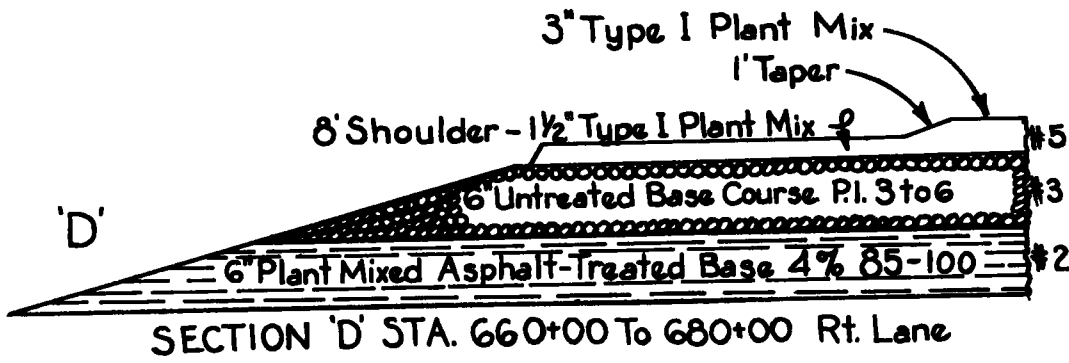 3" Type I Plant Mix
1' Taper
8' Shoulder - 1½" Type I Plant Mix
#5
6" Untreated Base Course P.I. 3 to 6
#3
'D'
6" Plant Mixed Asphalt-Treated Base 4% 85-100
#2
SECTION 'D' STA. 660+00 To 680+00 Rt. Lane